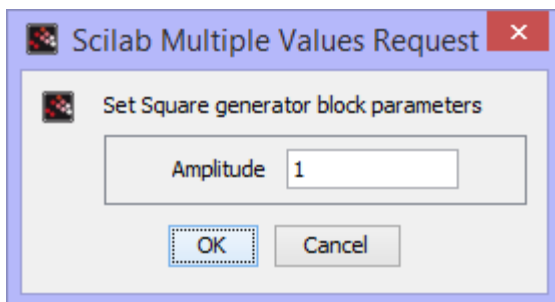 Scilab Multiple Values Request
Set Square generator block parameters
Amplitude 1
OK Cancel